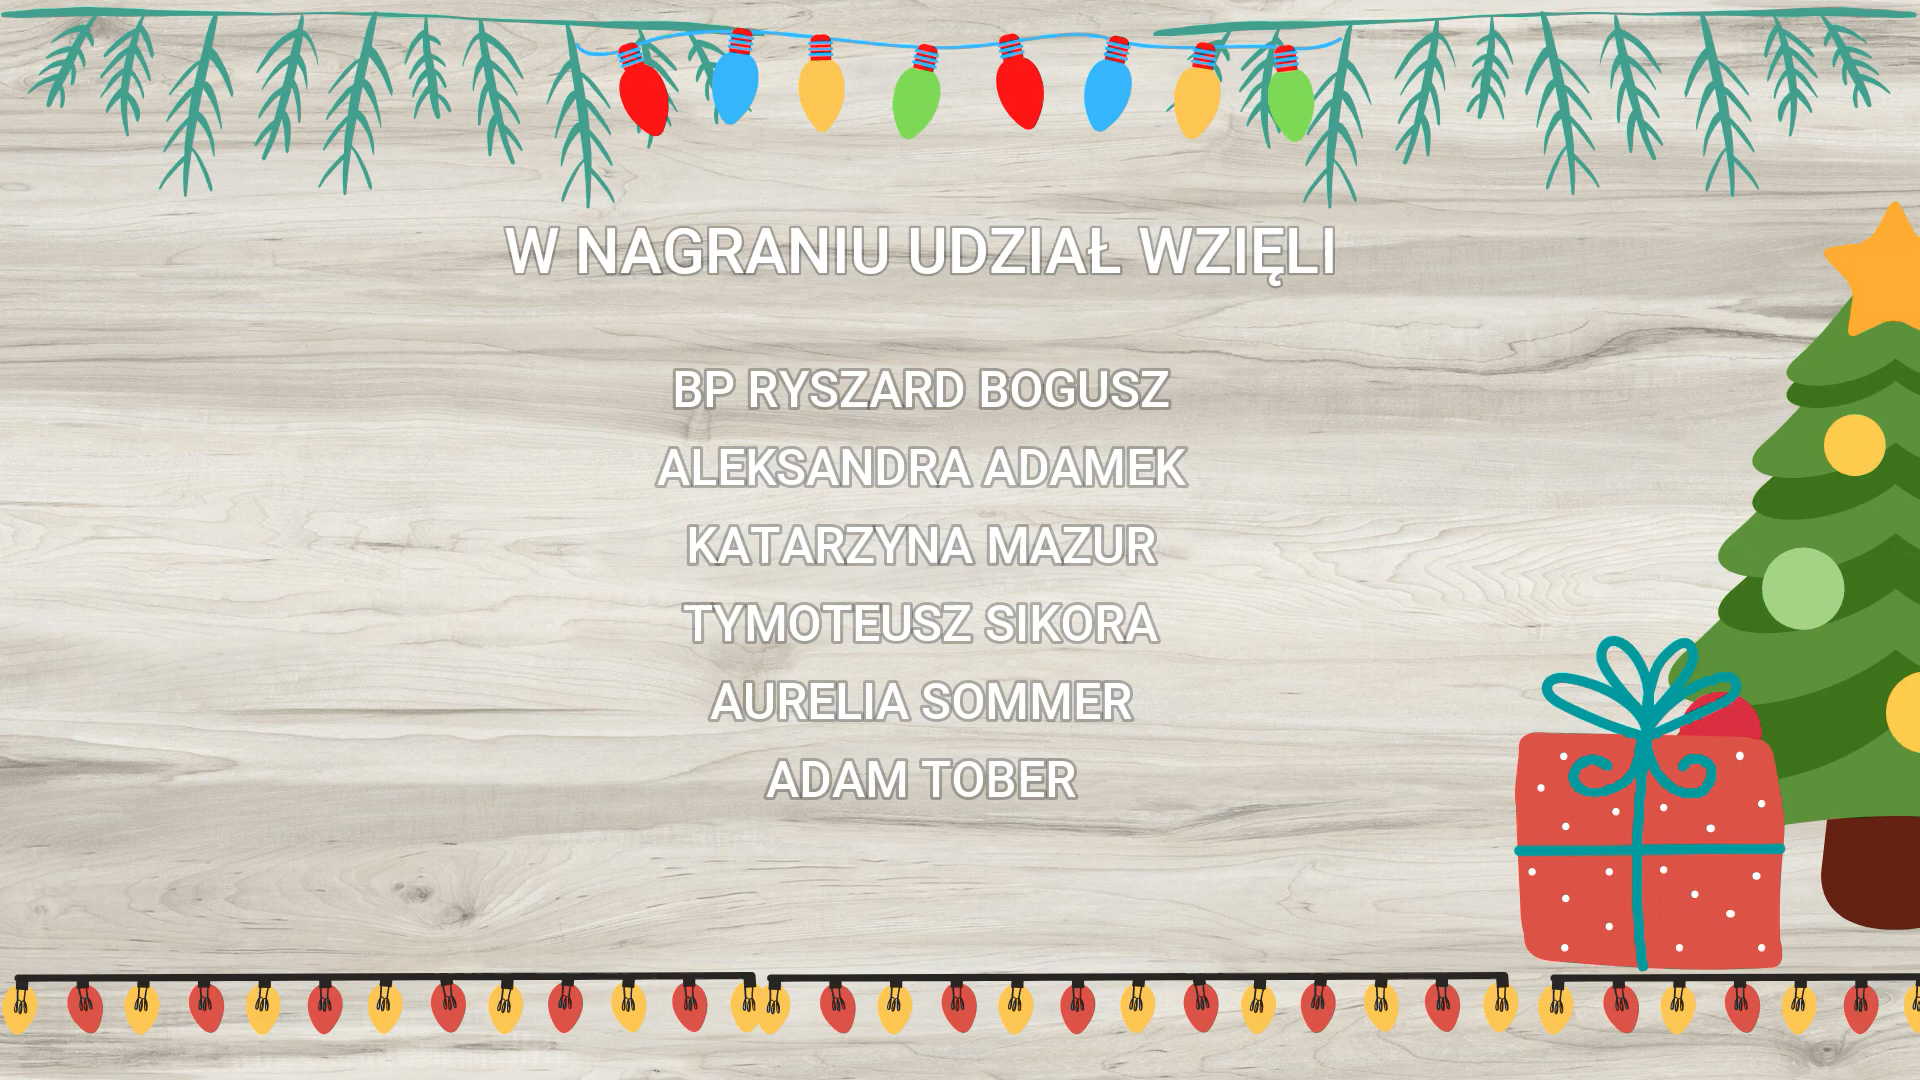 W NAGRANIU UDZIAŁ WZIĘLI
BP RYSZARD BOGUSZ
ALEKSANDRA ADAMEK
KATARZYNA MAZUR
TYMOTEUSZ SIKORA
AURELIA SOMMER
ADAM TOBER